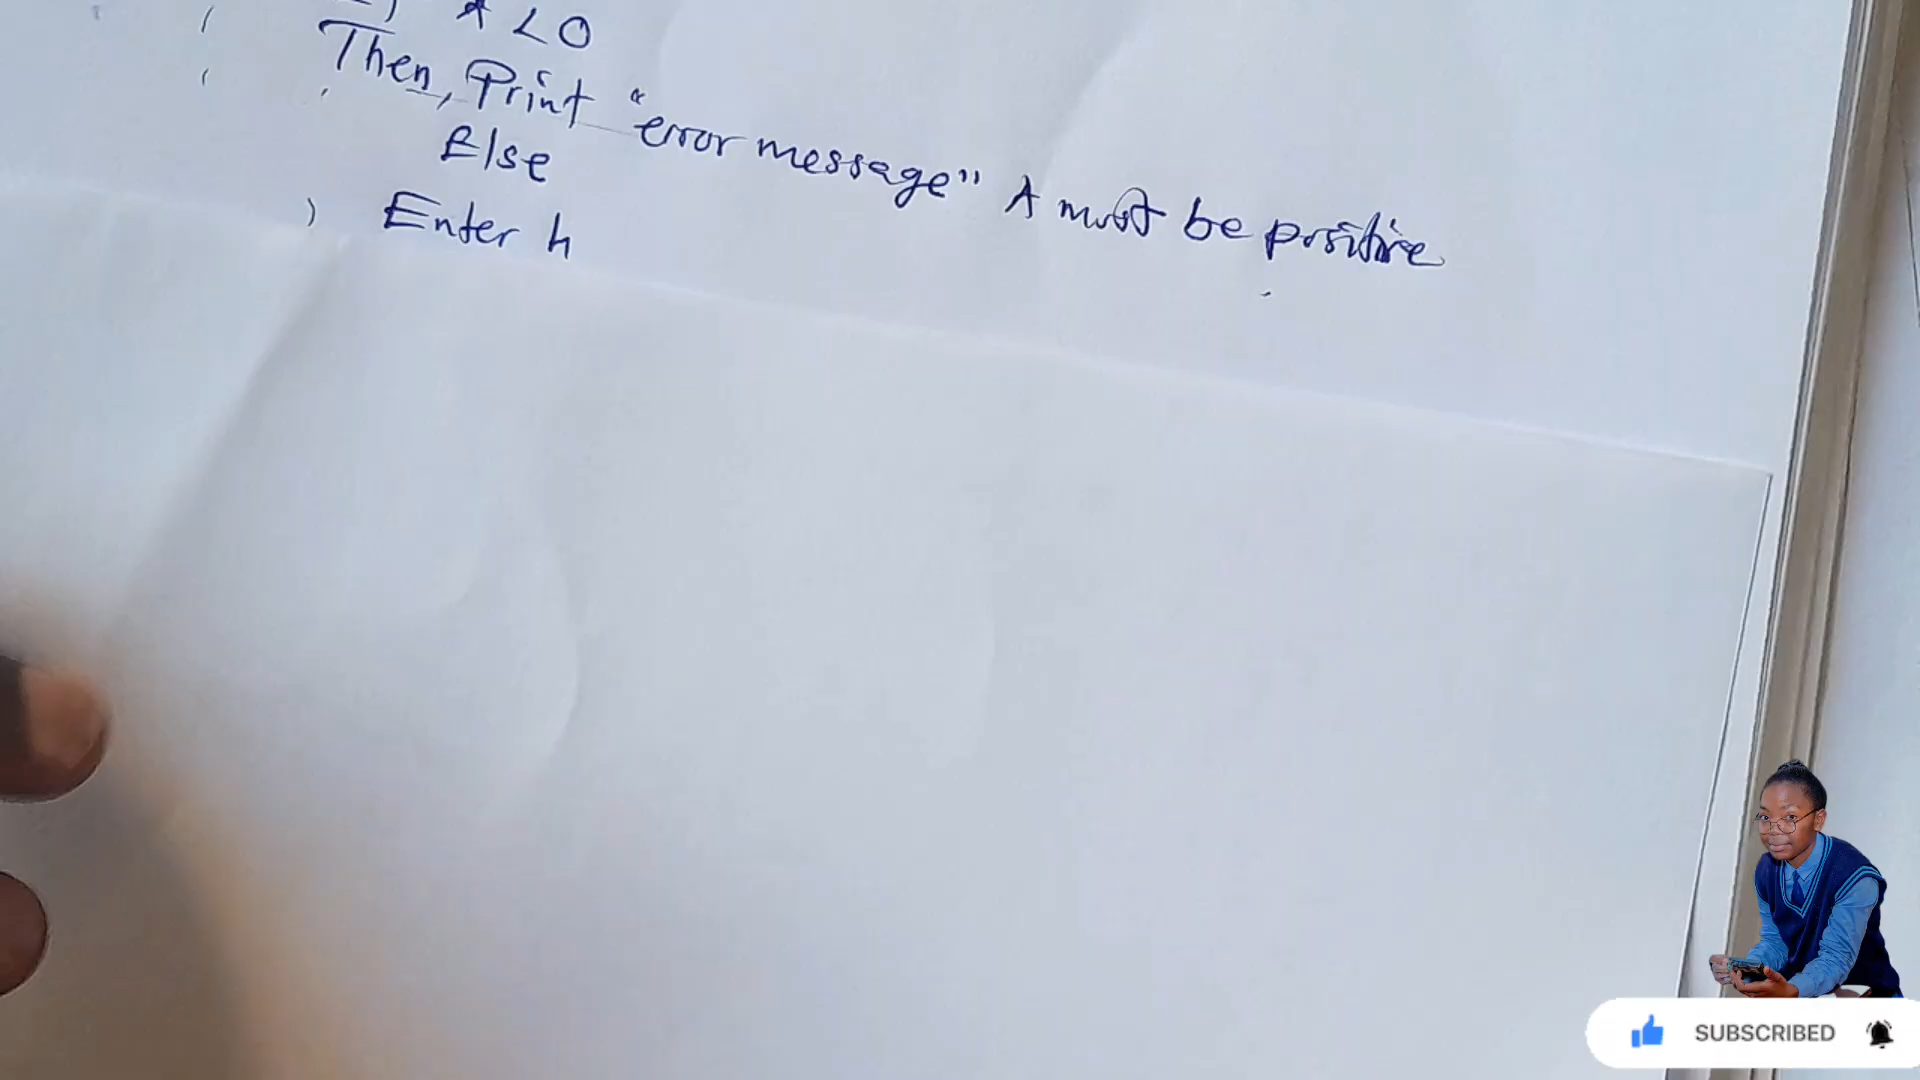 A < 0
Then, Print "error message" A must be positive
Else
Enter h
SUBSCRIBED